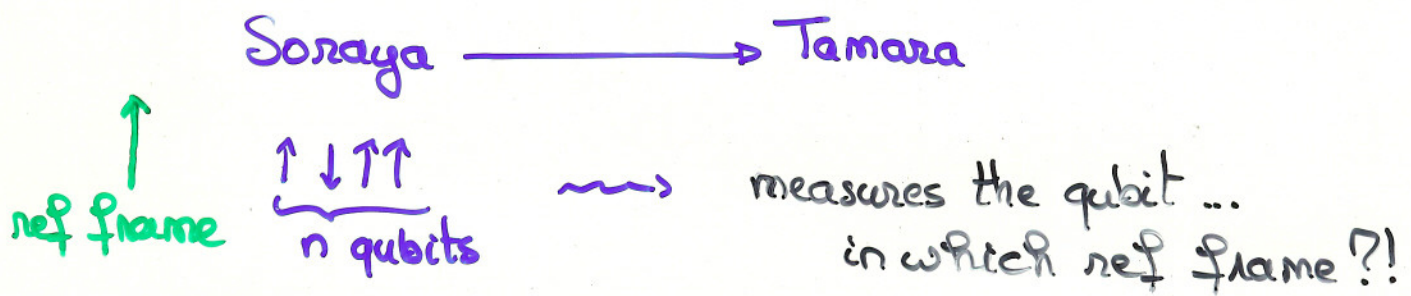 Soraya → Tamara
↑ ↓ ↑ ↑
ref frame
n qubits
measures the qubit ...
in which ref frame ?!